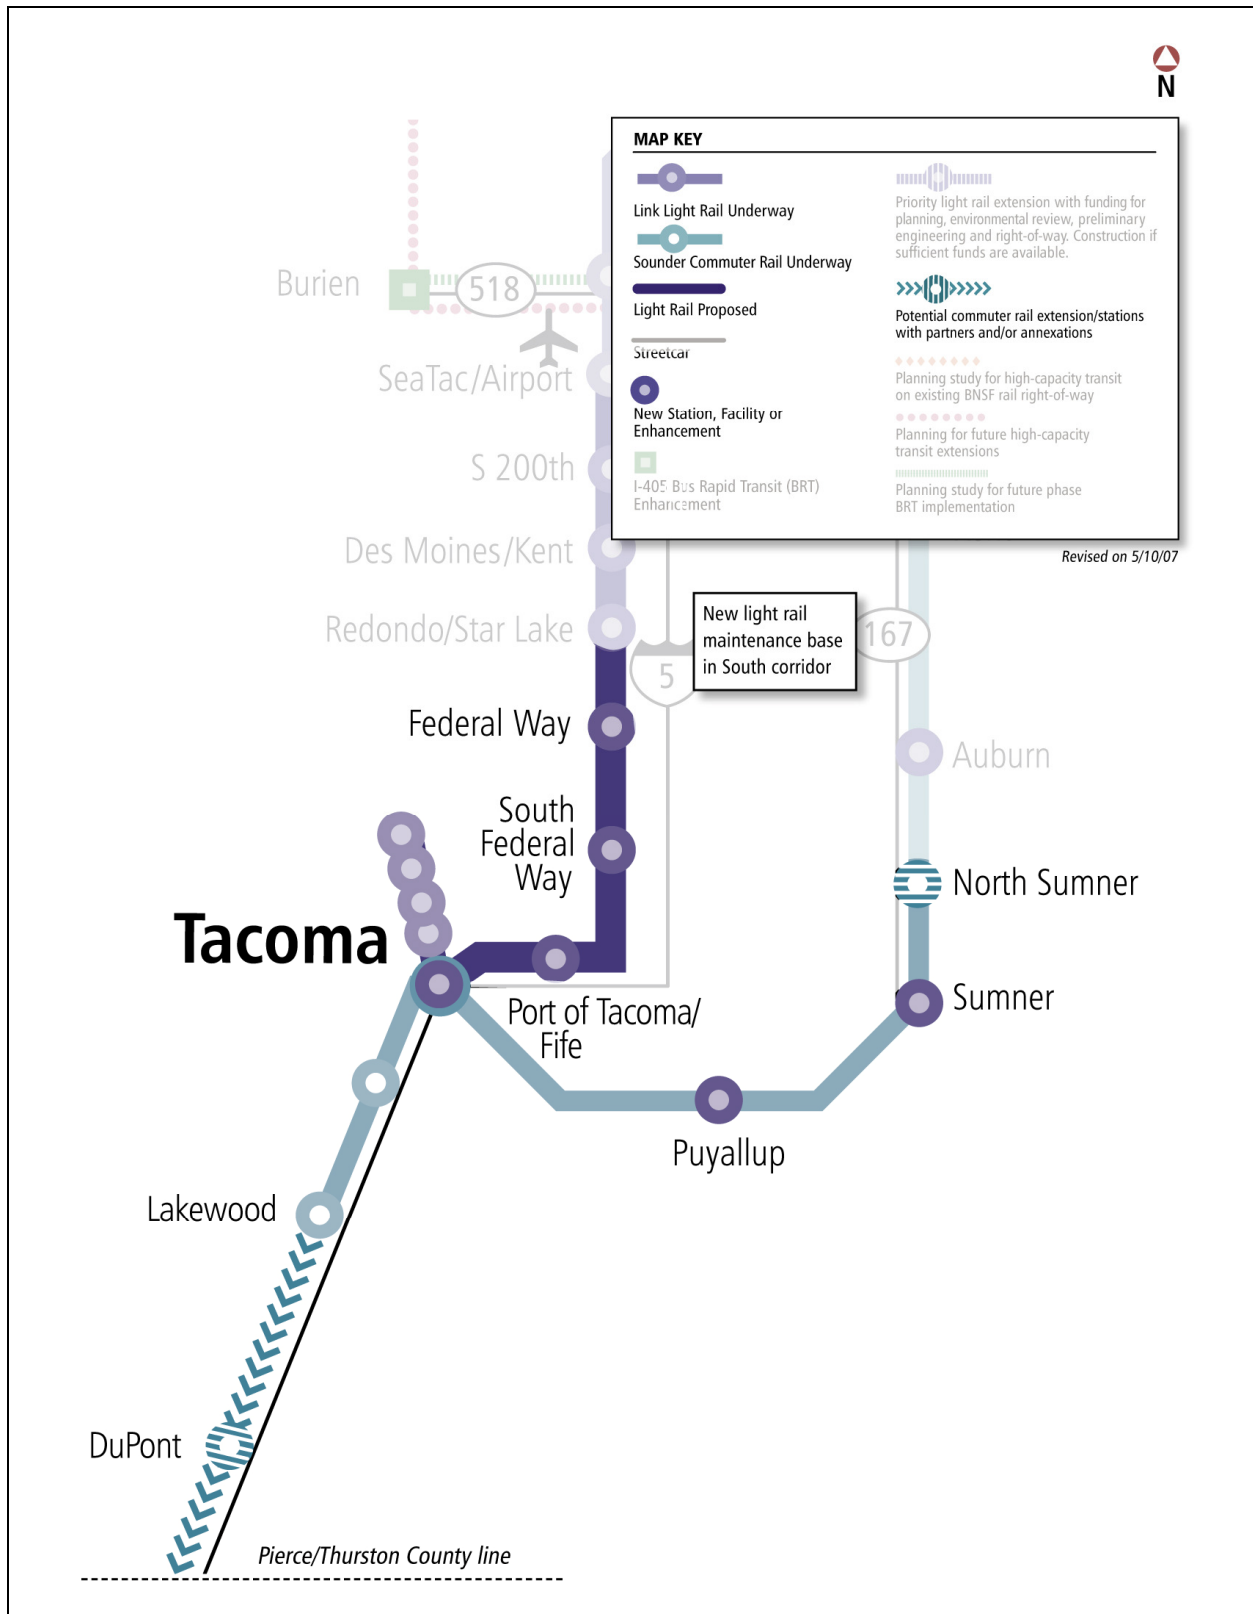 N
MAP KEY
Link Light Rail Underway
Sounder Commuter Rail Underway
Light Rail Proposed
Streetcar
New Station, Facility or
Enhancement
I-405 Bus Rapid Transit (BRT)
Enhancement
Priority light rail extension with funding for
planning, environmental review, preliminary
engineering and right-of-way. Construction if
sufficient funds are available.
Potential commuter rail extension/stations
with partners and/or annexations
Planning study for high-capacity transit
on existing BNSF rail right-of-way
Planning for future high-capacity
transit extensions
Planning study for future phase
BRT implementation
Revised on 5/10/07
Burien
518
SeaTac/Airport
S 200th
Des Moines/Kent
Redondo/Star Lake
New light rail
maintenance base
in South corridor
5
167
Federal Way
Auburn
South
Federal
Way
North Sumner
Tacoma
Port of Tacoma/
Fife
Sumner
Puyallup
Lakewood
DuPont
Pierce/Thurston County line